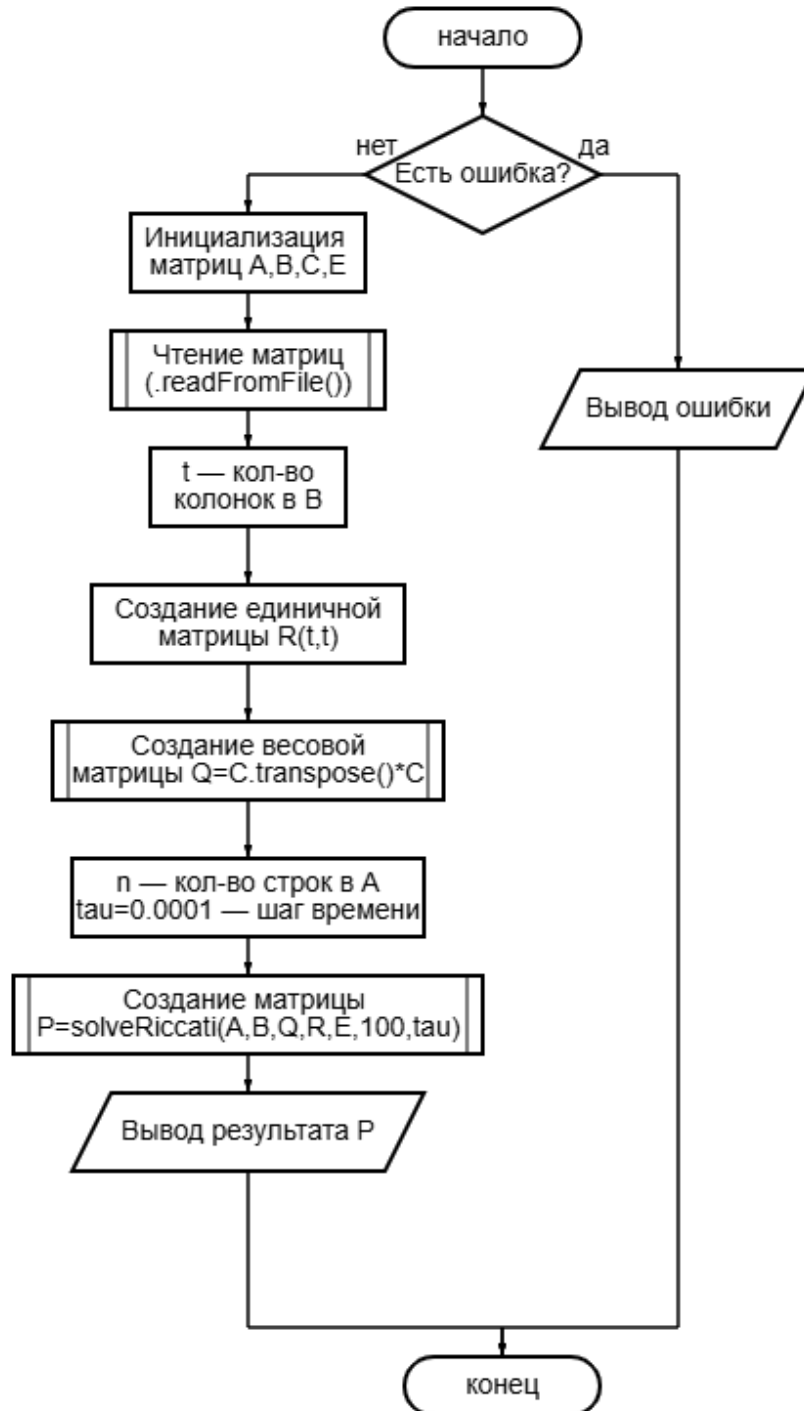 начало
нет
да
Есть ошибка?
Инициализация
матриц A,B,C,E
Чтение матриц
(.readFromFile())
Вывод ошибки
t — кол-во
колонок в B
Создание единичной
матрицы R(t,t)
Создание весовой
матрицы Q=C.transpose()*C
n — кол-во строк в A
tau=0.0001 — шаг времени
Создание матрицы
P=solveRiccati(A,B,Q,R,E,100,tau)
Вывод результата P
конец